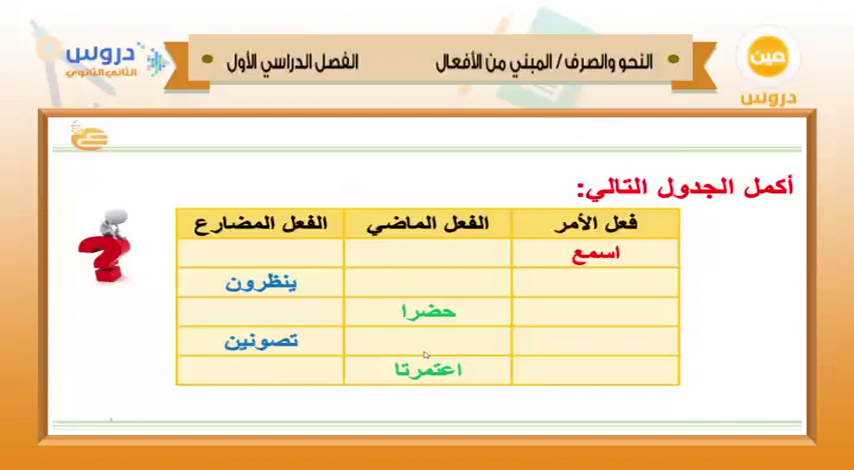 دروس
الثاني الثانوي
النحو والصرف / المبني من الأفعال
الفصل الدراسي الأول
عين
دروس
أكمل الجدول التالي:
فعل الأمر الفعل الماضي الفعل المضارع
اسمع
ينظرون
حضرا
تصونين
اعتمرتا